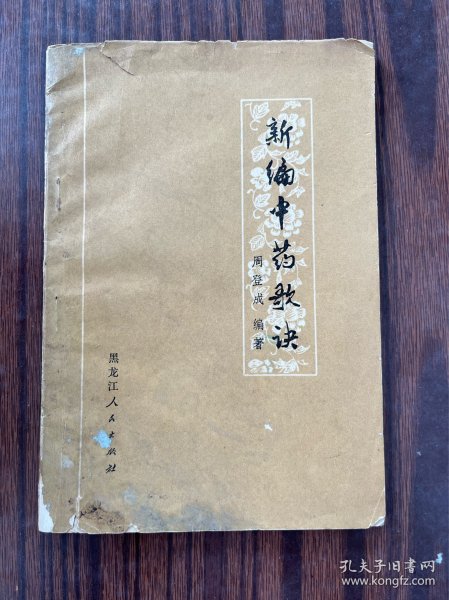 新编中药歌诀
周登成 编著
黑龙江人民出版社
孔夫子旧书网
www.kongfz.com